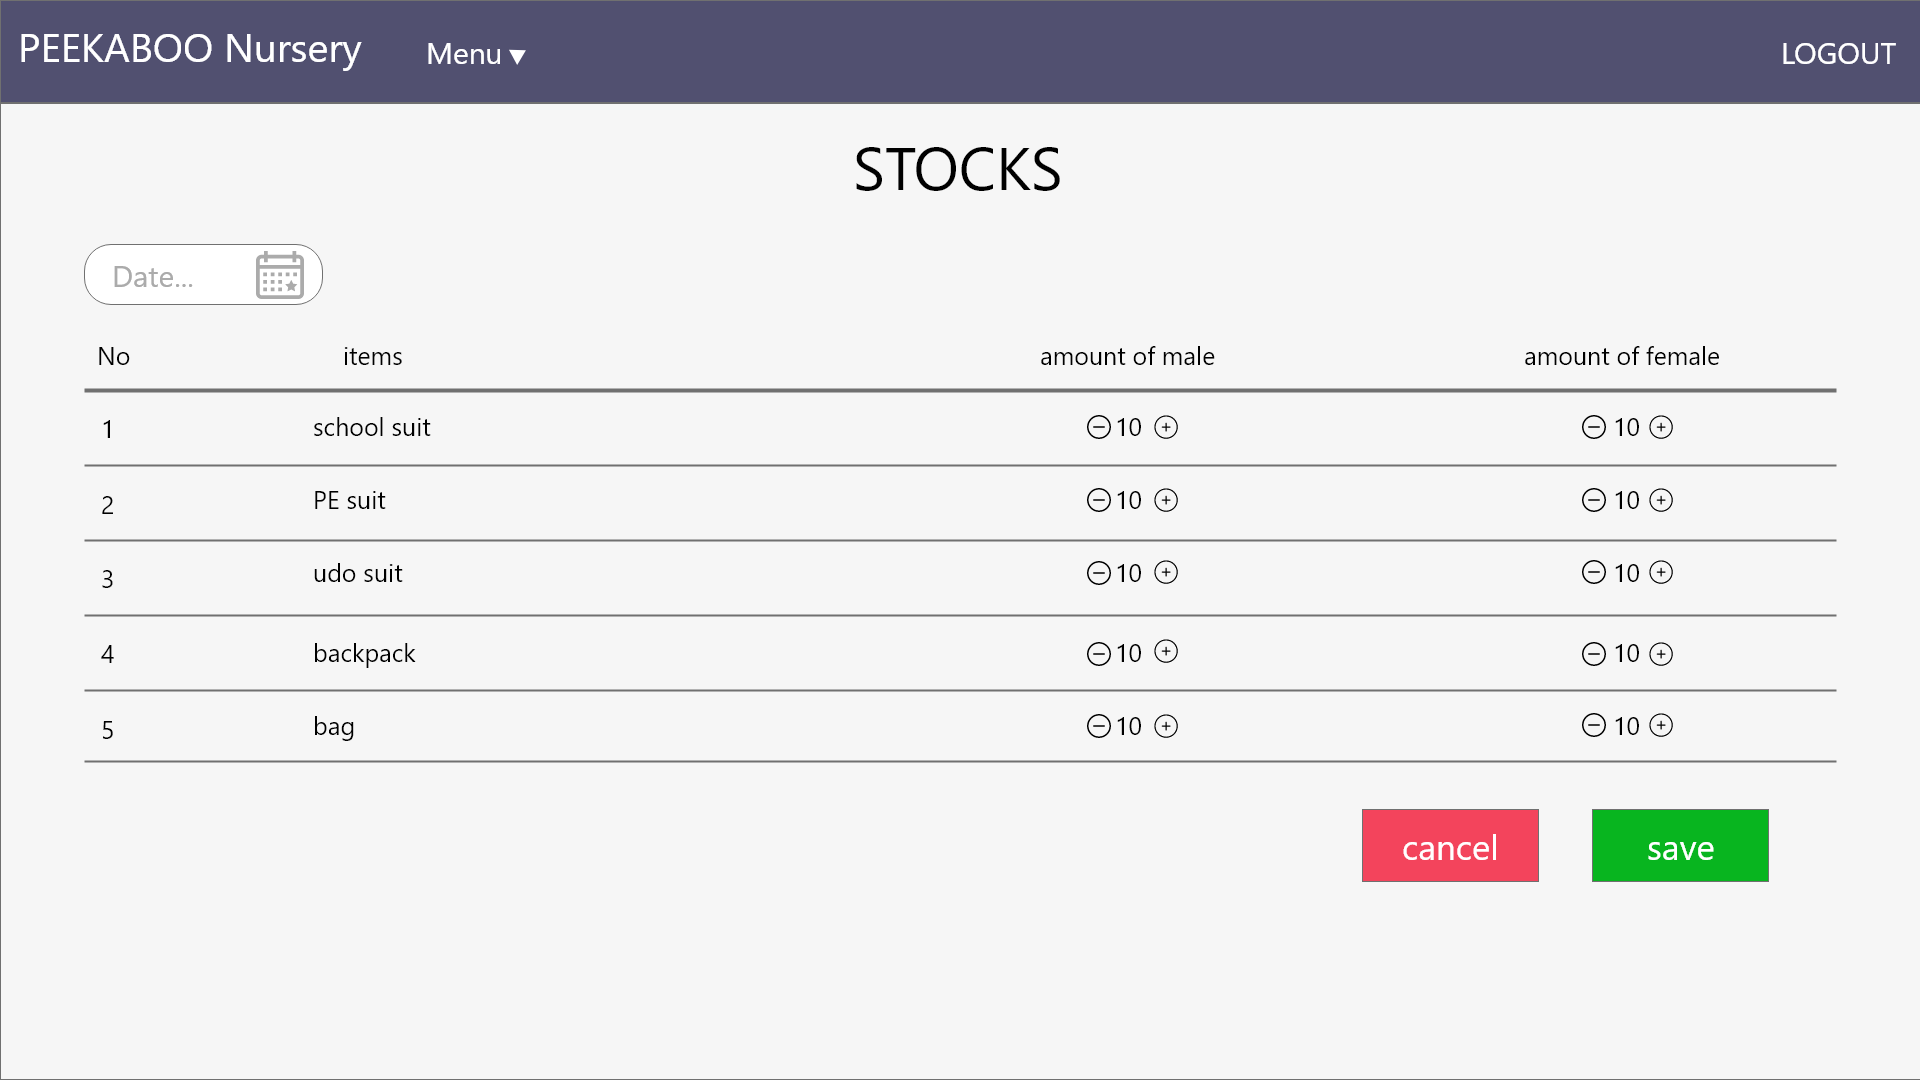 PEEKABOO Nursery Menu ▼ LOGOUT
STOCKS
Date...
No items amount of male amount of female
1 school suit 10 10
2 PE suit 10 10
3 udo suit 10 10
4 backpack 10 10
5 bag 10 10
cancel save